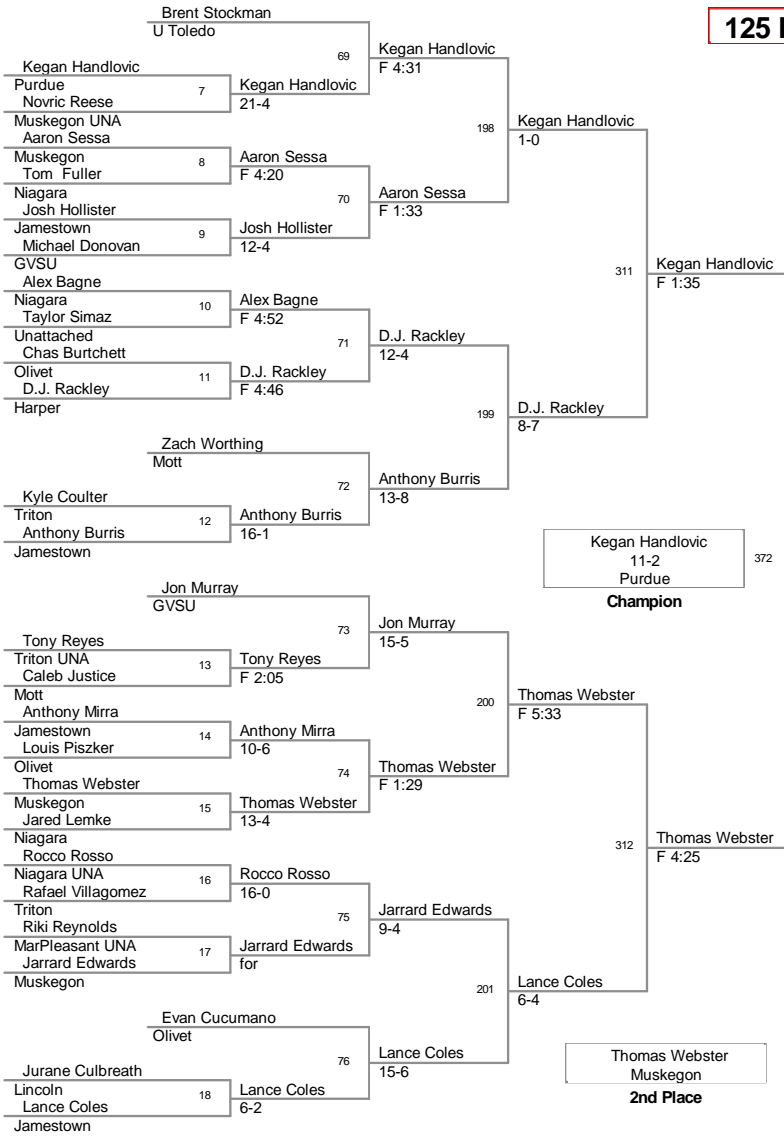 Brent Stockman
U Toledo
125 
69
Kegan Handlovic
F 4:31
Kegan Handlovic
Purdue
7
Kegan Handlovic
Novric Reese
21-4
Muskegon UNA
198
Kegan Handlovic
1-0
Aaron Sessa
Muskegon
8
Aaron Sessa
Tom Fuller
F 4:20
Niagara
70
Aaron Sessa
F 1:33
Josh Hollister
Jamestown
9
Josh Hollister
Michael Donovan
12-4
GVSU
311
Kegan Handlovic
F 1:35
Alex Bagne
Niagara
10
Alex Bagne
Taylor Simaz
F 4:52
Unattached
71
D.J. Rackley
12-4
Chas Burtchett
Olivet
11
D.J. Rackley
D.J. Rackley
F 4:46
Harper
199
D.J. Rackley
8-7
Zach Worthing
Mott
72
Anthony Burris
13-8
Kyle Coulter
Triton
12
Anthony Burris
Anthony Burris
16-1
Jamestown
Kegan Handlovic
11-2
Purdue
372
Champion
Jon Murray
GVSU
73
Jon Murray
15-5
Tony Reyes
Triton UNA
13
Tony Reyes
Caleb Justice
F 2:05
Mott
200
Thomas Webster
F 5:33
Anthony Mirra
Jamestown
14
Anthony Mirra
Louis Piszker
10-6
Olivet
74
Thomas Webster
F 1:29
Thomas Webster
Muskegon
15
Thomas Webster
Jared Lemke
13-4
Niagara
312
Thomas Webster
F 4:25
Rocco Rosso
Niagara UNA
16
Rocco Rosso
Rafael Villagomez
16-0
Triton
75
Jarrard Edwards
9-4
Riki Reynolds
MarPleasant UNA
17
Jarrard Edwards
Jarrard Edwards
for
Muskegon
201
Lance Coles
6-4
Evan Cucumano
Olivet
76
Lance Coles
15-6
Jurane Culbreath
Lincoln
18
Lance Coles
Lance Coles
6-2
Jamestown
Thomas Webster
Muskegon
2nd Place